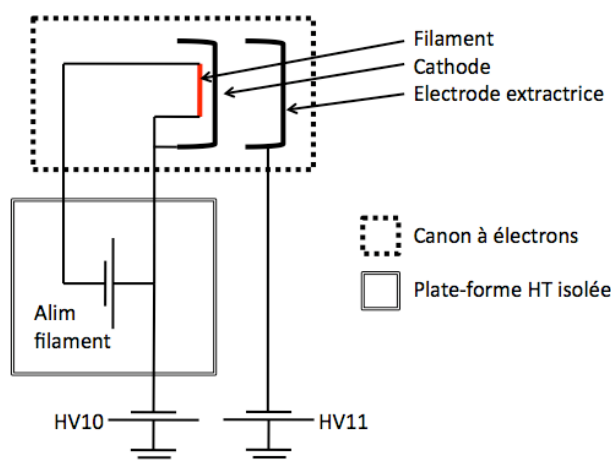 Filament
Cathode
Electrode extractrice
Canon à électrons
Plate-forme HT isolée
Alim
filament
HV10
HV11